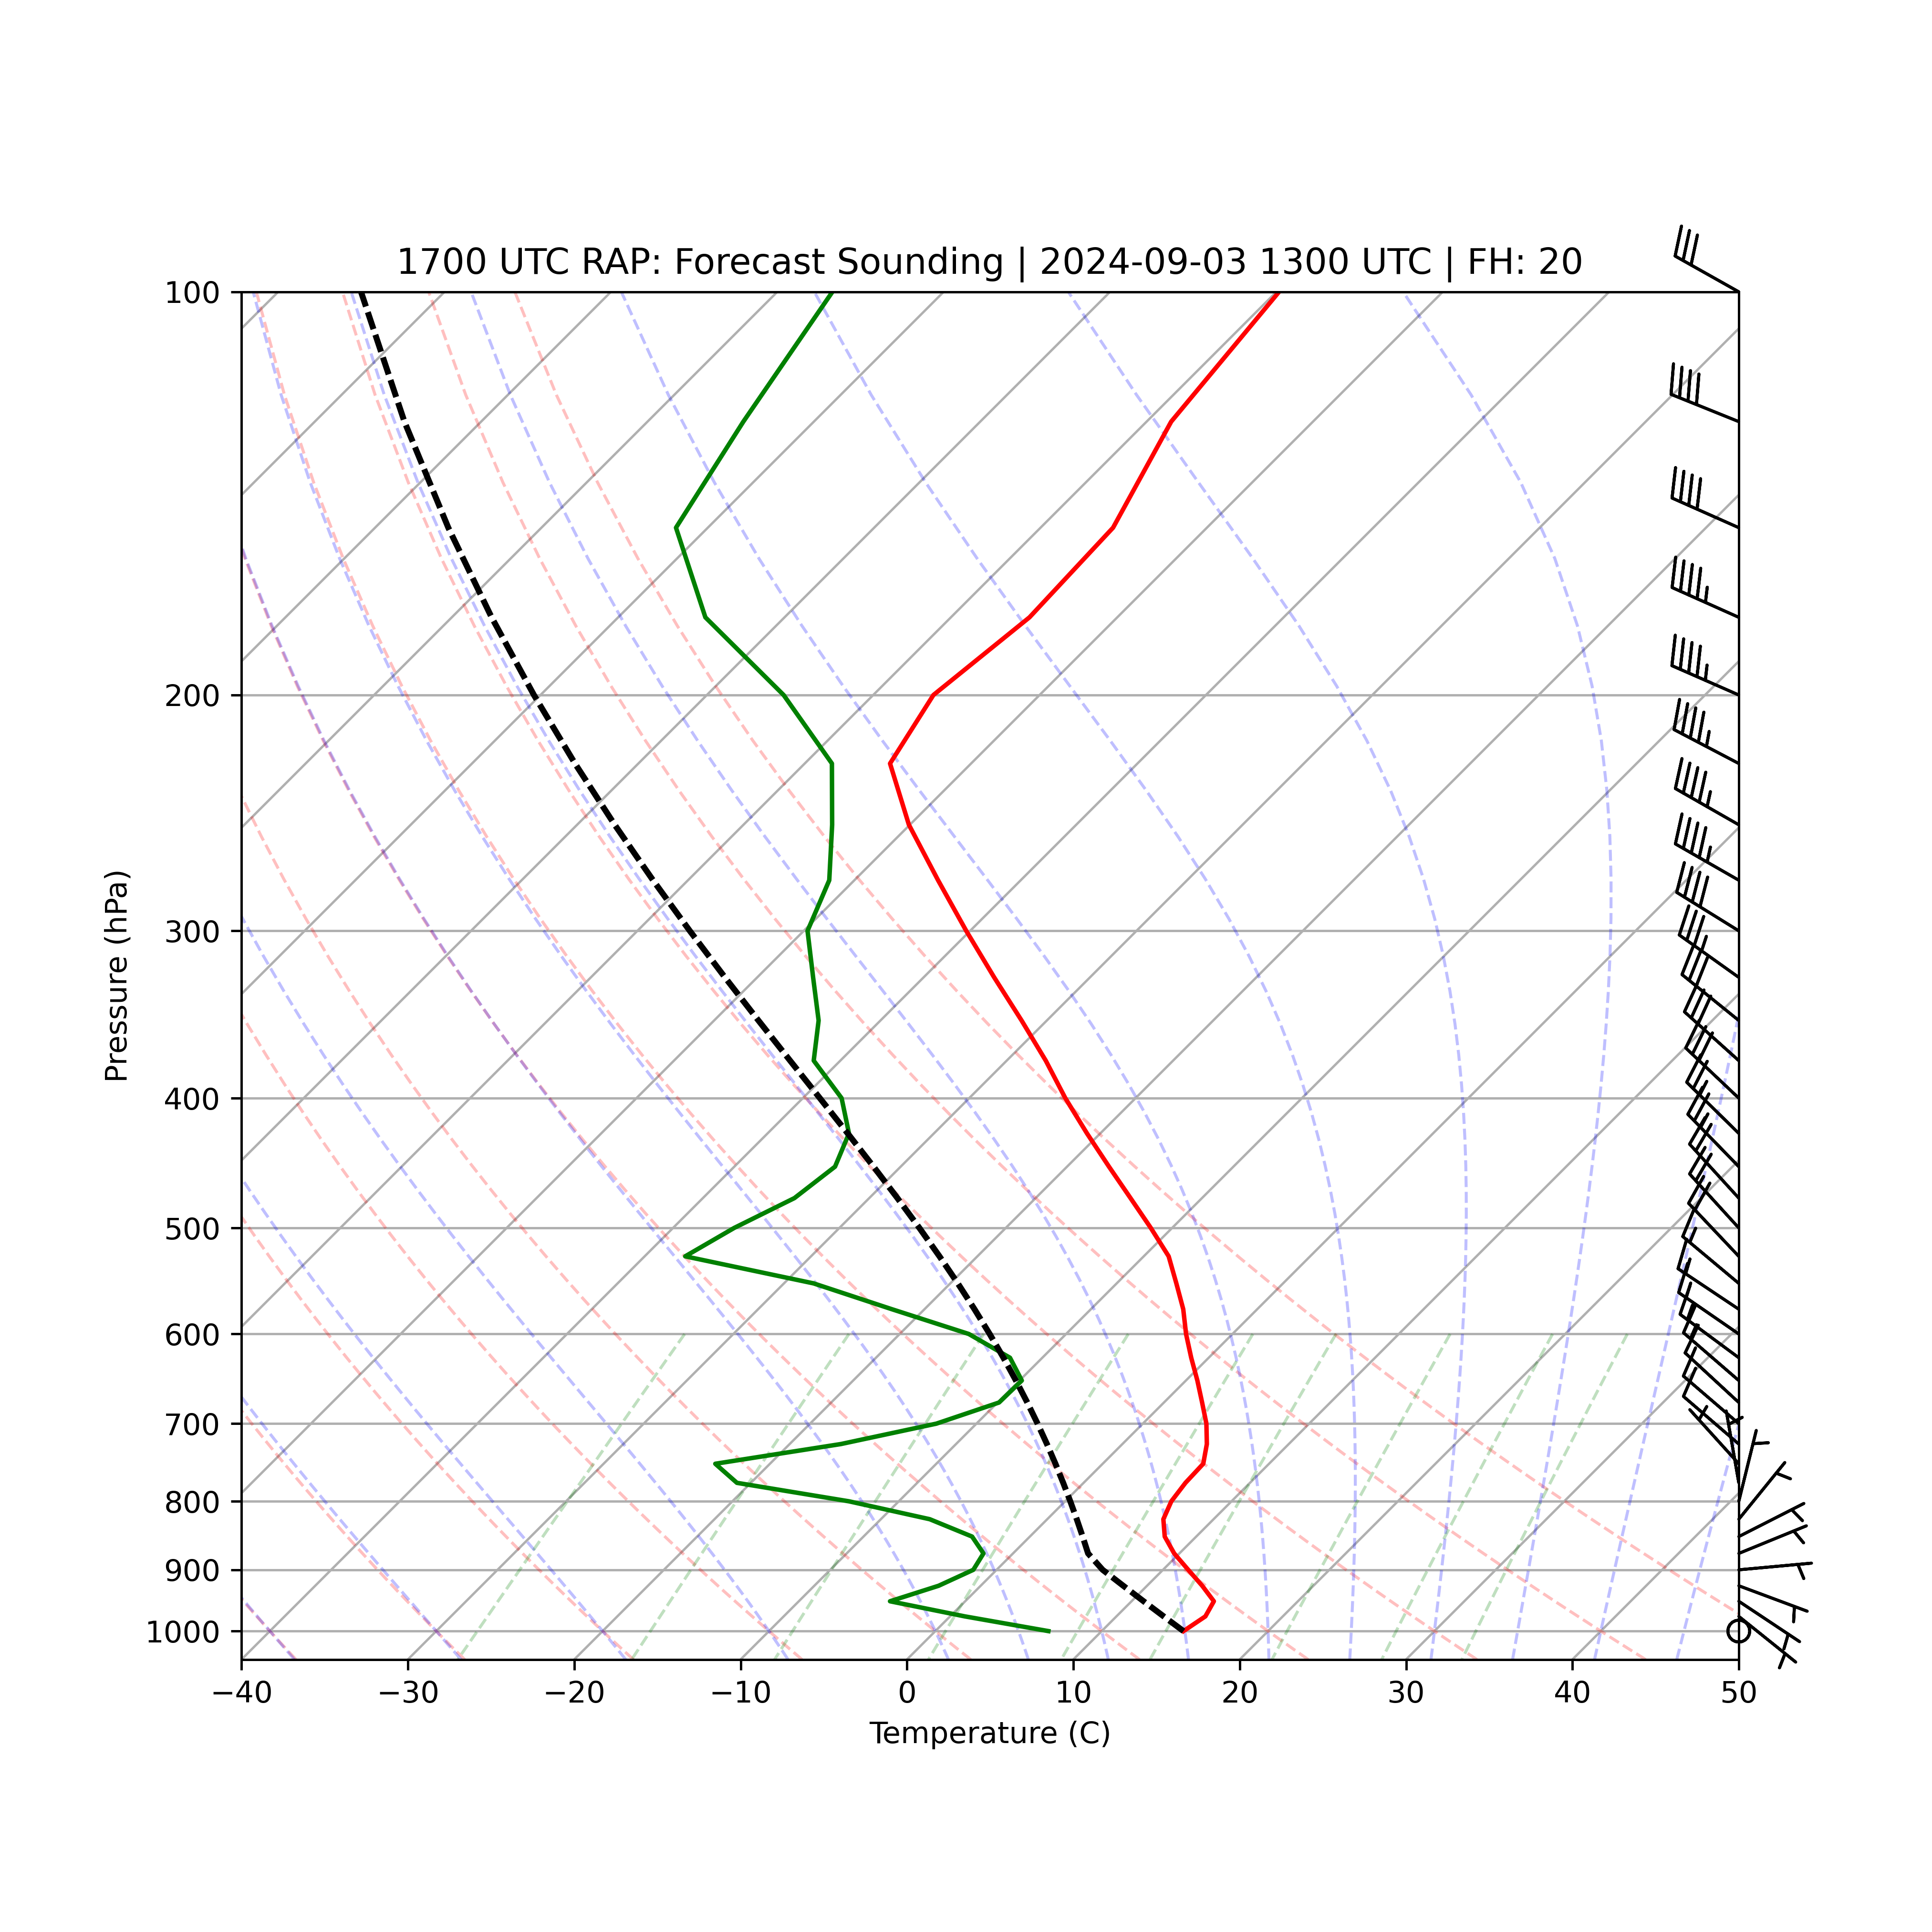 1700 UTC RAP: Forecast Sounding | 2024-09-03 1300 UTC | FH: 20
100
200
300
400
500
600
700
800
900
1000
Pressure (hPa)
−40 −30 −20 −10 0 10 20 30 40 50
Temperature (C)